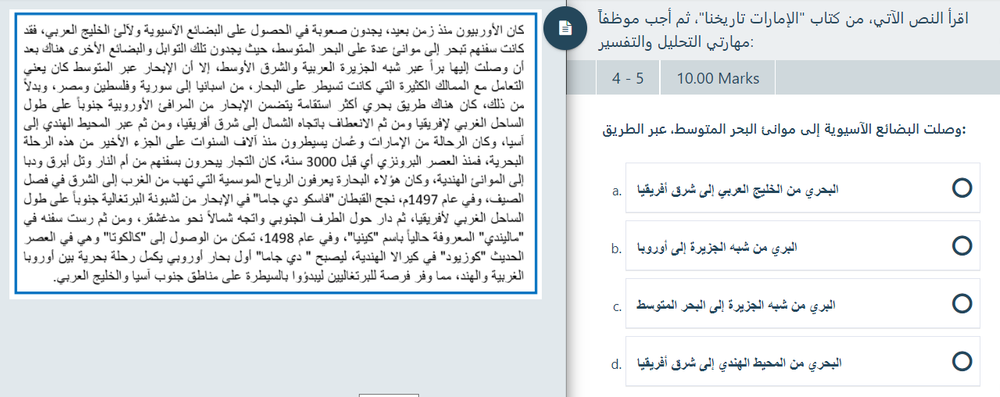 اقرأ النص الآتي، من كتاب "الإمارات تاريخنا"، ثم أجب موظفاً
مهارتي التحليل والتفسير:
4 - 5
10.00 Marks
كان الأوربيون منذ زمن بعيد، يجدون صعوبة في الحصول على البضائع الآسيوية ولآلئ الخليج العربي، فقد
كانت سفنهم تبحر إلى موانئ عدة على البحر المتوسط، حيث يجدون تلك التوابل والبضائع الأخرى هناك بعد
أن وصلت إليها براً عبر شبه الجزيرة العربية والشرق الأوسط، إلا أن الإبحار عبر المتوسط كان يعني
التعامل مع الممالك الكثيرة التي كانت تسيطر على البحار، من اسبانيا إلى سورية وفلسطين ومصر، وبدلاً
من ذلك، كان هناك طريق بحري أكثر استقامة يتضمن الإبحار من المرافئ الأوروبية جنوباً على طول
الساحل الغربي لإفريقيا ومن ثم الانعطاف باتجاه الشمال إلى شرق أفريقيا، ومن ثم عبر المحيط الهندي إلى
آسيا، وكان الرحالة من الإمارات وعُمان يسيطرون منذ آلاف السنوات على الجزء الأخير من هذه الرحلة
البحرية، فمنذ العصر البرونزي أي قبل 3000 سنة، كان التجار يبحرون بسفنهم من أم النار وتل أبرق ودبا
إلى الموانئ الهندية، وكان هؤلاء البحارة يعرفون الرياح الموسمية التي تهب من الغرب إلى الشرق في فصل
الصيف، وفي عام 1497م، نجح القبطان "فاسكو دي جاما" في الإبحار من لشبونة البرتغالية جنوباً على طول
الساحل الغربي لأفريقيا، ثم دار حول الطرف الجنوبي واتجه شمالاً نحو مدغشقر، ومن ثم رست سفنه في
"ماليندي" المعروفة حالياً باسم "كينيا"، وفي عام 1498، تمكن من الوصول إلى "كالكوتا" وهي في العصر
الحديث "كوزيود" في كيرالا الهندية، ليصبح " دي جاما" أول بحار أوروبي يكمل رحلة بحرية بين أوروبا
الغربية والهند، مما وفر فرصة للبرتغاليين ليبدؤوا بالسيطرة على مناطق جنوب آسيا والخليج العربي.
وصلت البضائع الآسيوية إلى موانئ البحر المتوسط، عبر الطريق:
a. البحري من الخليج العربي إلى شرق أفريقيا
b. البري من شبه الجزيرة إلى أوروبا
c. البري من شبه الجزيرة إلى البحر المتوسط
d. البحري من المحيط الهندي إلى شرق أفريقيا